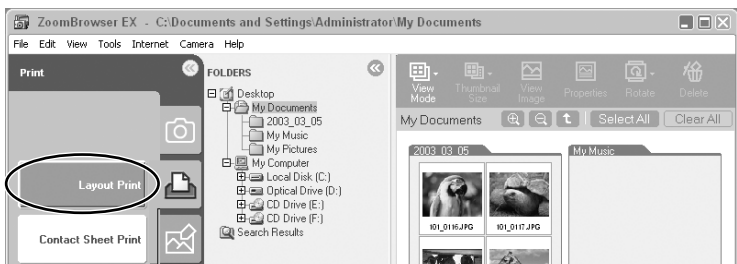 ZoomBrowser EX - C:\Documents and Settings\Administrator\My Documents
File Edit View Tools Internet Camera Help
Print
Layout Print
Contact Sheet Print
FOLDERS
Desktop
My Documents
2003_03_05
My Music
My Pictures
My Computer
Local Disk (C:)
Optical Drive (D:)
CD Drive (E:)
CD Drive (F:)
Search Results
View Mode
Thumbnail Size
View Image
Properties
Rotate
Delete
My Documents
Select All
Clear All
2003_03_05
My Music
101_0116.JPG
101_0117.JPG